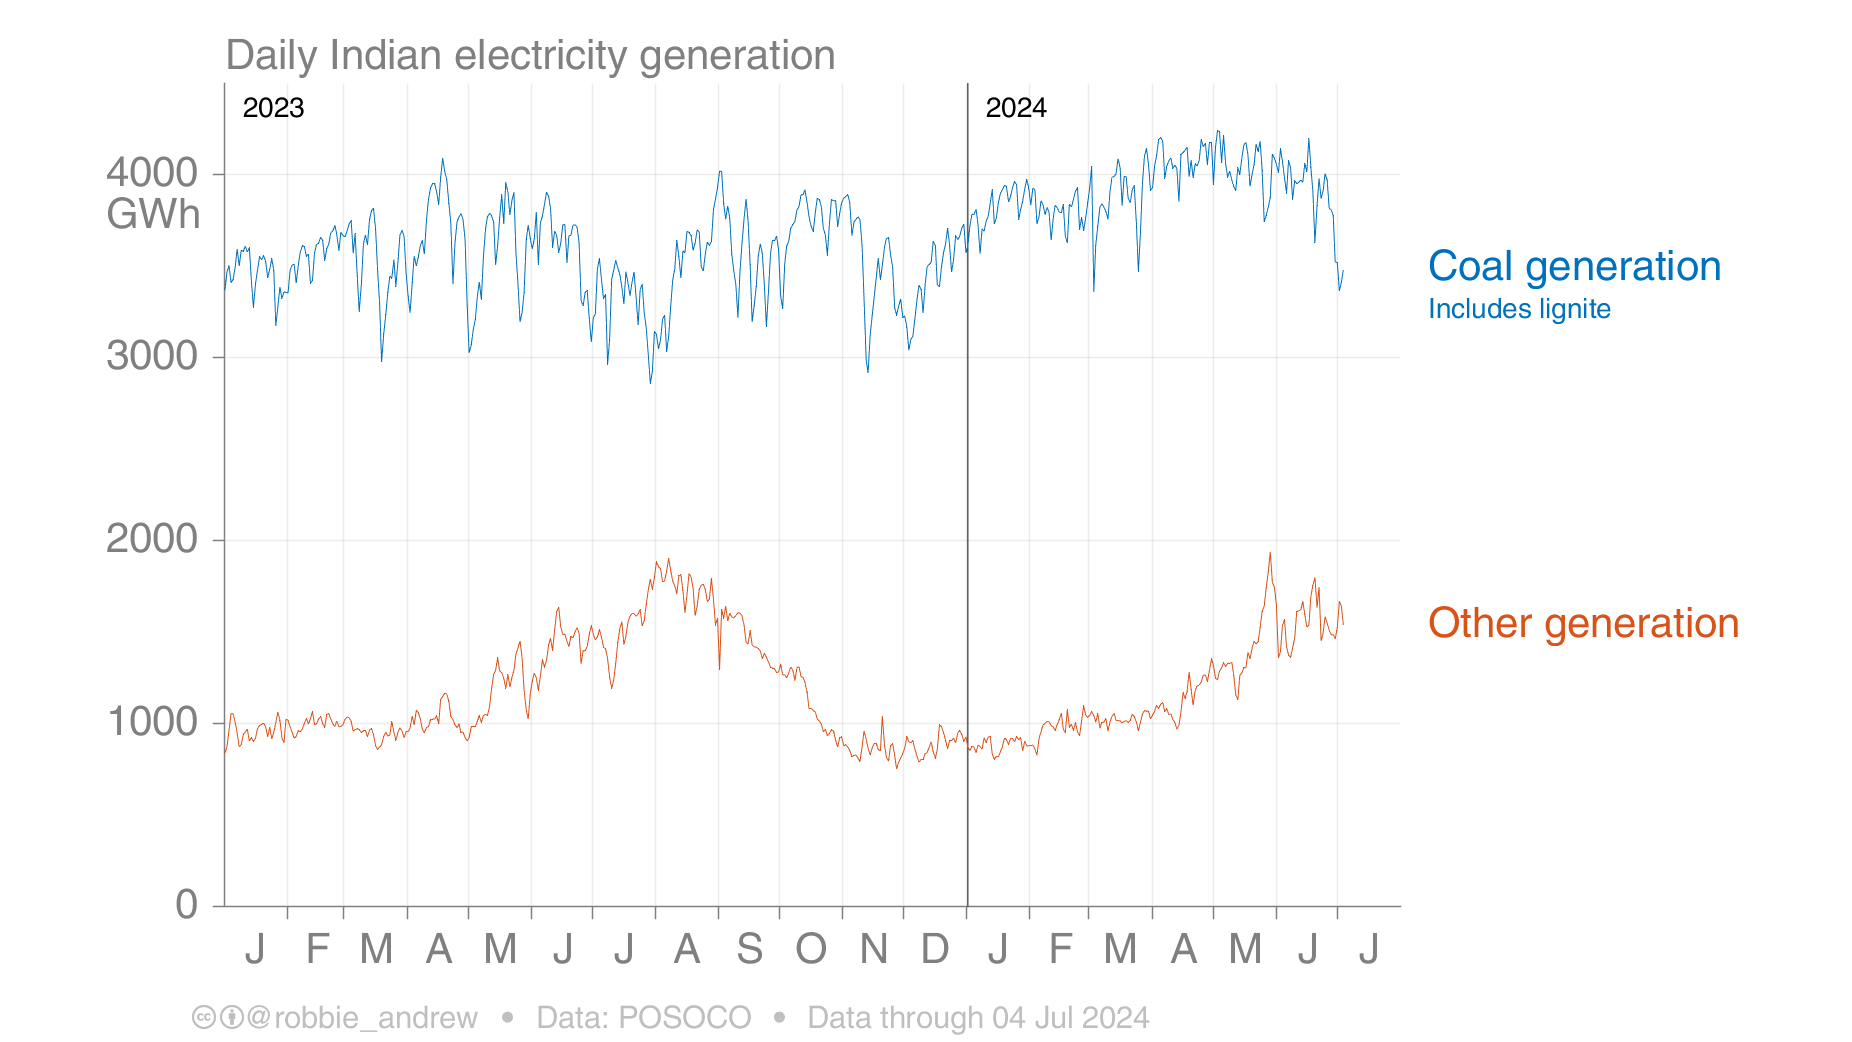 Daily Indian electricity generation
2023
2024
4000
GWh
3000
2000
1000
0
Coal generation
Includes lignite
Other generation
J F M A M J J A S O N D J F M A M J J
@robbie_andrew • Data: POSOCO • Data through 04 Jul 2024